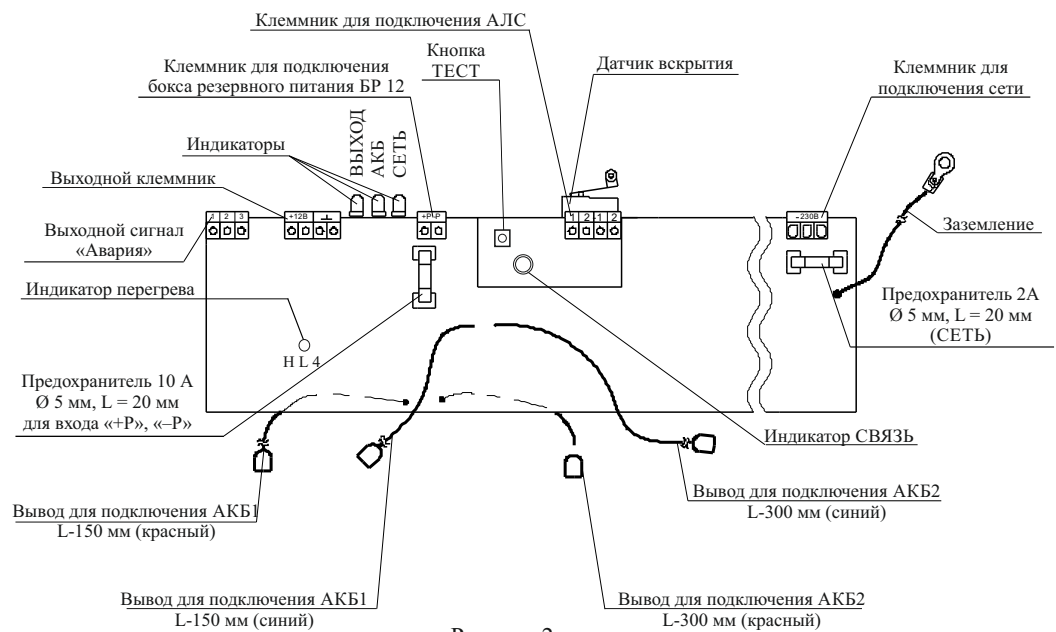 Клеммник для подключения АЛС
Кнопка
ТЕСТ
Датчик вскрытия
Клеммник для подключения
бокса резервного питания БР 12
Клеммник для
подключения сети
Индикаторы
ВЫХОД
АКБ
СЕТЬ
Выходной клеммник
1 2 3
+12В
+Р -Р
1 2 1 2
~230В
Выходной сигнал
«Авария»
Заземление
Индикатор перегрева
Предохранитель 2А
Ø 5 мм, L = 20 мм
(СЕТЬ)
H L 4
Предохранитель 10 А
Ø 5 мм, L = 20 мм
для входа «+Р», «–Р»
Индикатор СВЯЗЬ
Вывод для подключения АКБ1
L-150 мм (красный)
Вывод для подключения АКБ2
L-300 мм (синий)
Вывод для подключения АКБ1
L-150 мм (синий)
Вывод для подключения АКБ2
L-300 мм (красный)